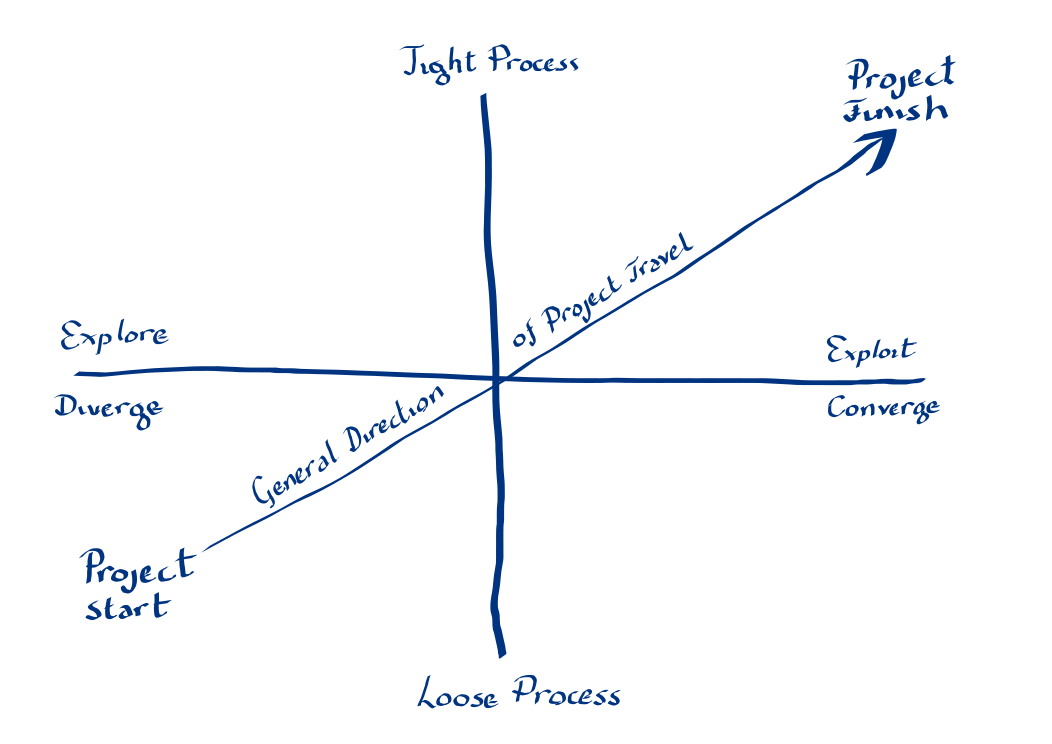 Tight Process
Project
Finish
of Project Travel
Explore
Exploit
Diverge
Converge
General Direction
Project
start
Loose Process